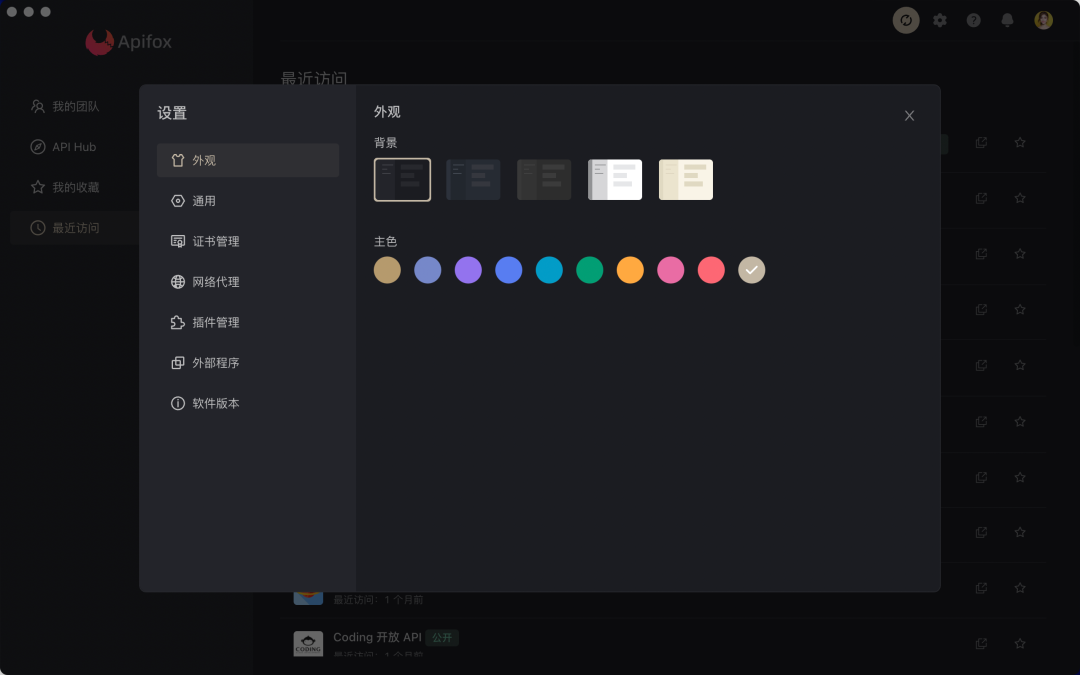 Apifox
我的团队
API Hub
我的收藏
最近访问
最近访问
设置
外观
通用
证书管理
网络代理
插件管理
外部程序
软件版本
外观
背景
主色
最近访问：1 个月前
Coding 开放 API 公开
CODING
最近访问：1 个月前